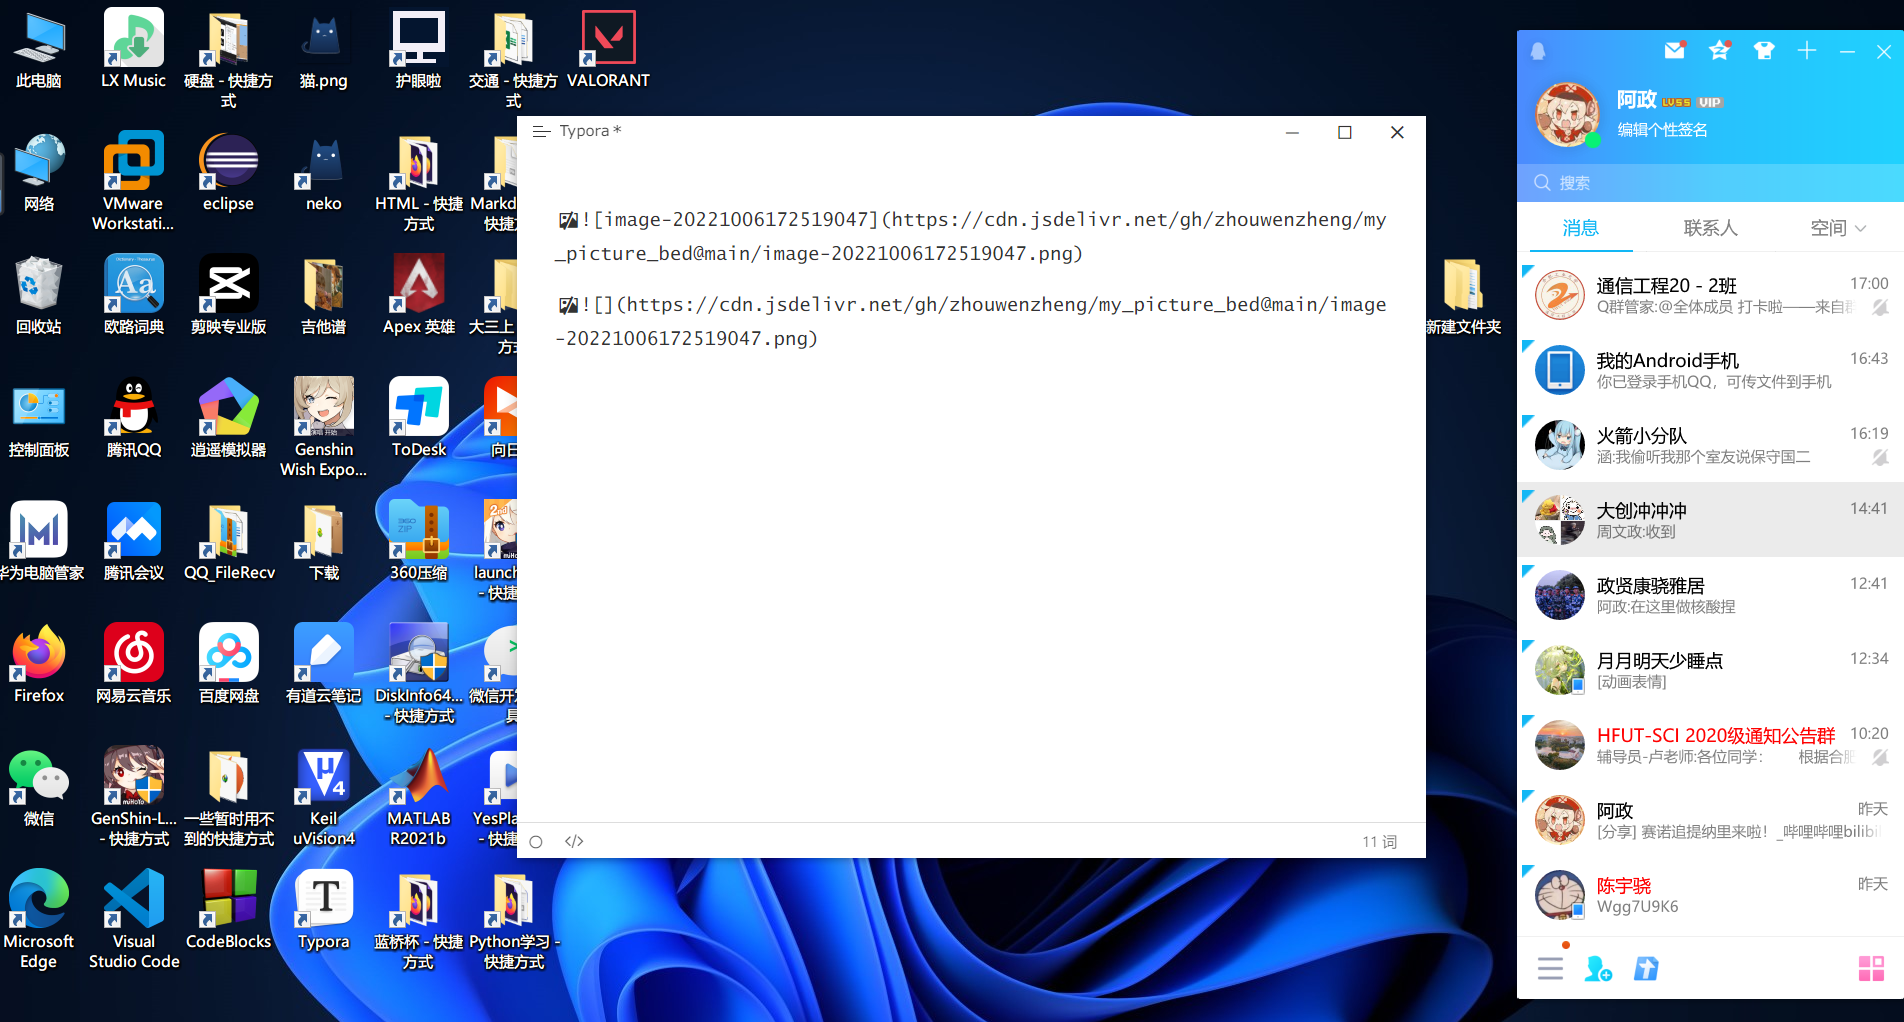 此电脑
LX Music
硬盘 - 快捷方
式
猫.png
护眼啦
交通 - 快捷方
式
VALORANT
网络
VMware
Workstati...
eclipse
neko
HTML - 快捷
方式
Markd
快捷
回收站
欧路词典
剪映专业版
吉他谱
Apex 英雄
大三上
方式
控制面板
腾讯QQ
逍遥模拟器
Genshin
Wish Expo...
ToDesk
向日
华为电脑管家
腾讯会议
QQ_FileRecv
下载
360压缩
launch
- 快捷
Firefox
网易云音乐
百度网盘
有道云笔记
DiskInfo64...
- 快捷方式
微信开发
具
微信
GenShin-L...
- 快捷方式
一些暂时用不
到的快捷方式
Keil
uVision4
MATLAB
R2021b
YesPla
- 快捷
Microsoft
Edge
Visual
Studio Code
CodeBlocks
Typora
蓝桥杯 - 快捷
方式
Python学习 -
快捷方式
新建文件夹
Typora*
![image-20221006172519047](https://cdn.jsdelivr.net/gh/zhouwenzheng/my
_picture_bed@main/image-20221006172519047.png)
![](https://cdn.jsdelivr.net/gh/zhouwenzheng/my_picture_bed@main/image
-20221006172519047.png)
</>
11 词
阿政 LV55 VIP
编辑个性签名
搜索
消息 联系人 空间
通信工程20 - 2班 17:00
Q群管家:@全体成员 打卡啦——来自群
我的Android手机 16:43
你已登录手机QQ，可传文件到手机
火箭小分队 16:19
涵:我偷听我那个室友说保守国二
大创冲冲冲 14:41
周文政:收到
政贤康骁雅居 12:41
阿政:在这里做核酸捏
月月明天少睡点 12:34
[动画表情]
HFUT-SCI 2020级通知公告群 10:20
辅导员-卢老师:各位同学： 根据合肥
阿政 昨天
[分享] 赛诺追提纳里来啦！_哔哩哔哩bilibil
陈宇骁 昨天
Wgg7U9K6